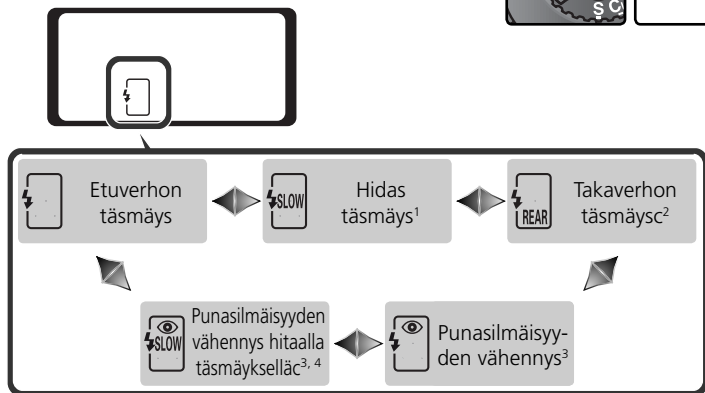 S C
Etuverhon
täsmäys
SLOW
Hidas
täsmäys1
REAR
Takaverhon
täsmäysc2
SLOW
Punasilmäisyyden
vähennys hitaalla
täsmäykselläc3, 4
Punasilmäisyy-
den vähennys3